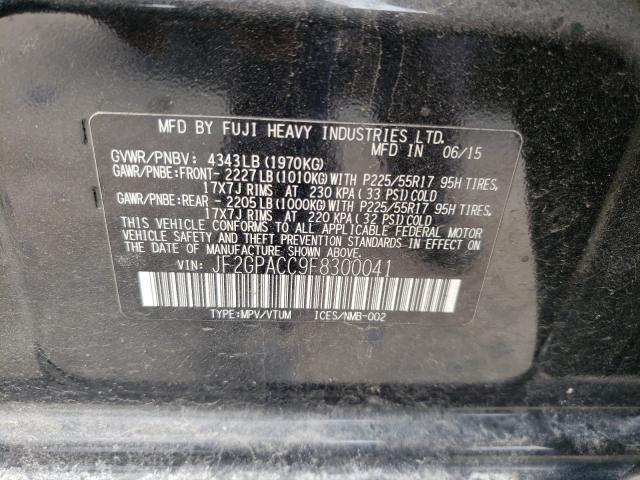 MFD BY FUJI HEAVY INDUSTRIES LTD.
MFD IN 06/15
GVWR/PNBV: 4343LB(1970KG)
GAWR/PNBE:FRONT- 2227LB(1010KG)WITH P225/55R17 95H TIRES,
17X7J RIMS AT 230 KPA(33 PSI)COLD
GAWR/PNBE:REAR - 2205LB(1000KG)WITH P225/55R17 95H TIRES,
17X7J RIMS AT 220 KPA(32 PSI)COLD
THIS VEHICLE CONFORMS TO ALL APPLICABLE FEDERAL MOTOR
VEHICLE SAFETY AND THEFT PREVENTION STANDARDS IN EFFECT ON
THE DATE OF MANUFACTURE SHOWN ABOVE.
VIN: JF2GPACC9F8300041
TYPE:MPV/VTUM ICES/NMB-002